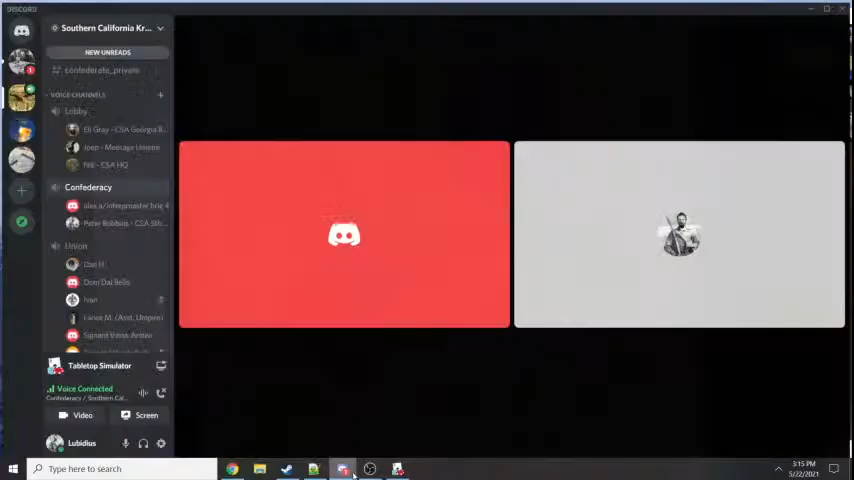 DISCORD
Southern California Kr...
NEW UNREADS
confederate_private
VOICE CHANNELS
Lobby
Eli Gray - CSA Georgia B...
Joep - Message Umpire
CSA HQ
Confederacy
alex.a/intrepmaster brig 4
Peter Robbins - CSA 5th...
Union
Dan H
Dom Dal Bello
Ivan
Lance M. (Asst. Umpire)
Tabletop Simulator
Voice Connected
Confederacy / Southern Cal...
Video
Screen
Lubidius
Type here to search
3:15 PM
5/22/2021